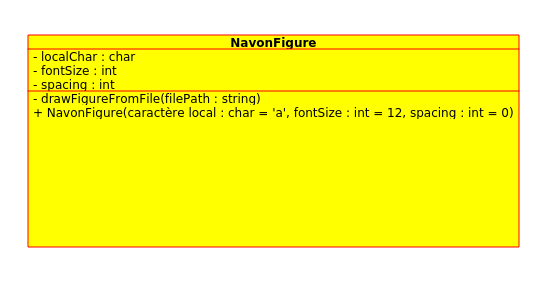 NavonFigure
- localChar : char
- fontSize : int
- spacing : int
- drawFigureFromFile(filePath : string)
+ NavonFigure(caractère local : char = 'a', fontSize : int = 12, spacing : int = 0)